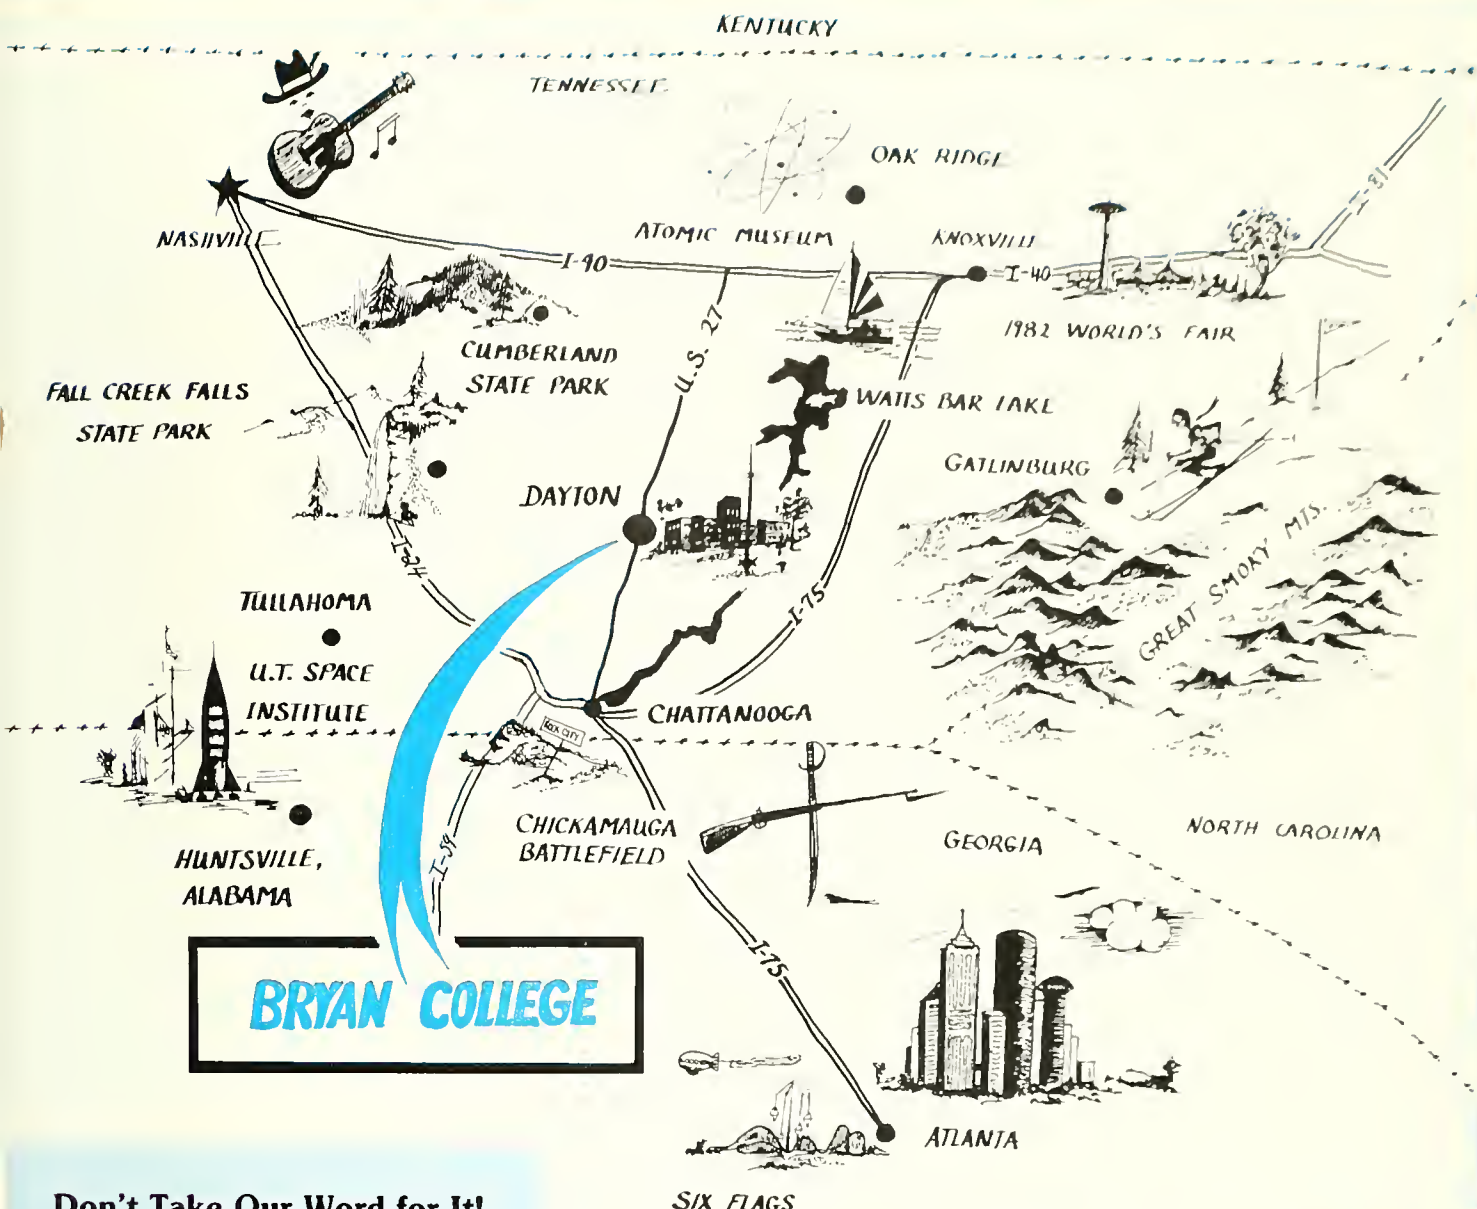 KENTUCKY
TENNESSEE
OAK RIDGE
I-81
NASHVILLE
ATOMIC MUSEUM
KNOXVILLE
I-40
I-40
1982 WORLD'S FAIR
U.S. 27
CUMBERLAND
STATE PARK
FALL CREEK FALLS
STATE PARK
WATTS BAR LAKE
GATLINBURG
DAYTON
GREAT SMOKY MTS.
I-24
I-75
TULLAHOMA
U.T. SPACE
INSTITUTE
CHATTANOOGA
ROCK CITY
CHICKAMAUGA
BATTLEFIELD
GEORGIA
NORTH CAROLINA
HUNTSVILLE,
ALABAMA
I-59
I-75
BRYAN COLLEGE
ATLANTA
SIX FLAGS
Don't Take Our Word for It!